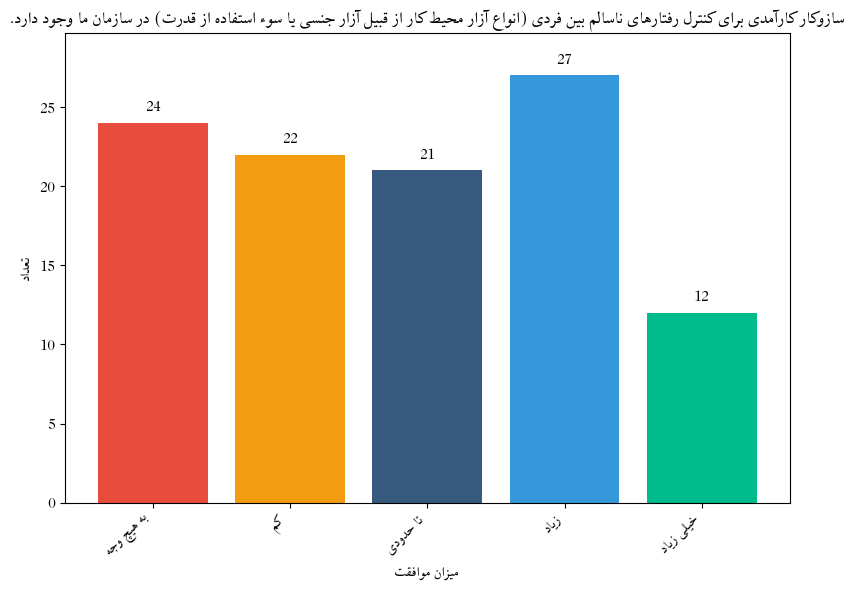 سازوکار کارآمدی برای کنترل رفتارهای ناسالم بین فردی (انواع آزار محیط کار از قبیل آزار جنسی یا سوء استفاده از قدرت) در سازمان ما وجود دارد.
27
24
22
21
12
25
20
15
10
5
0
تعداد
به هیچ وجه
کم
تا حدودی
زیاد
خیلی زیاد
میزان موافقت